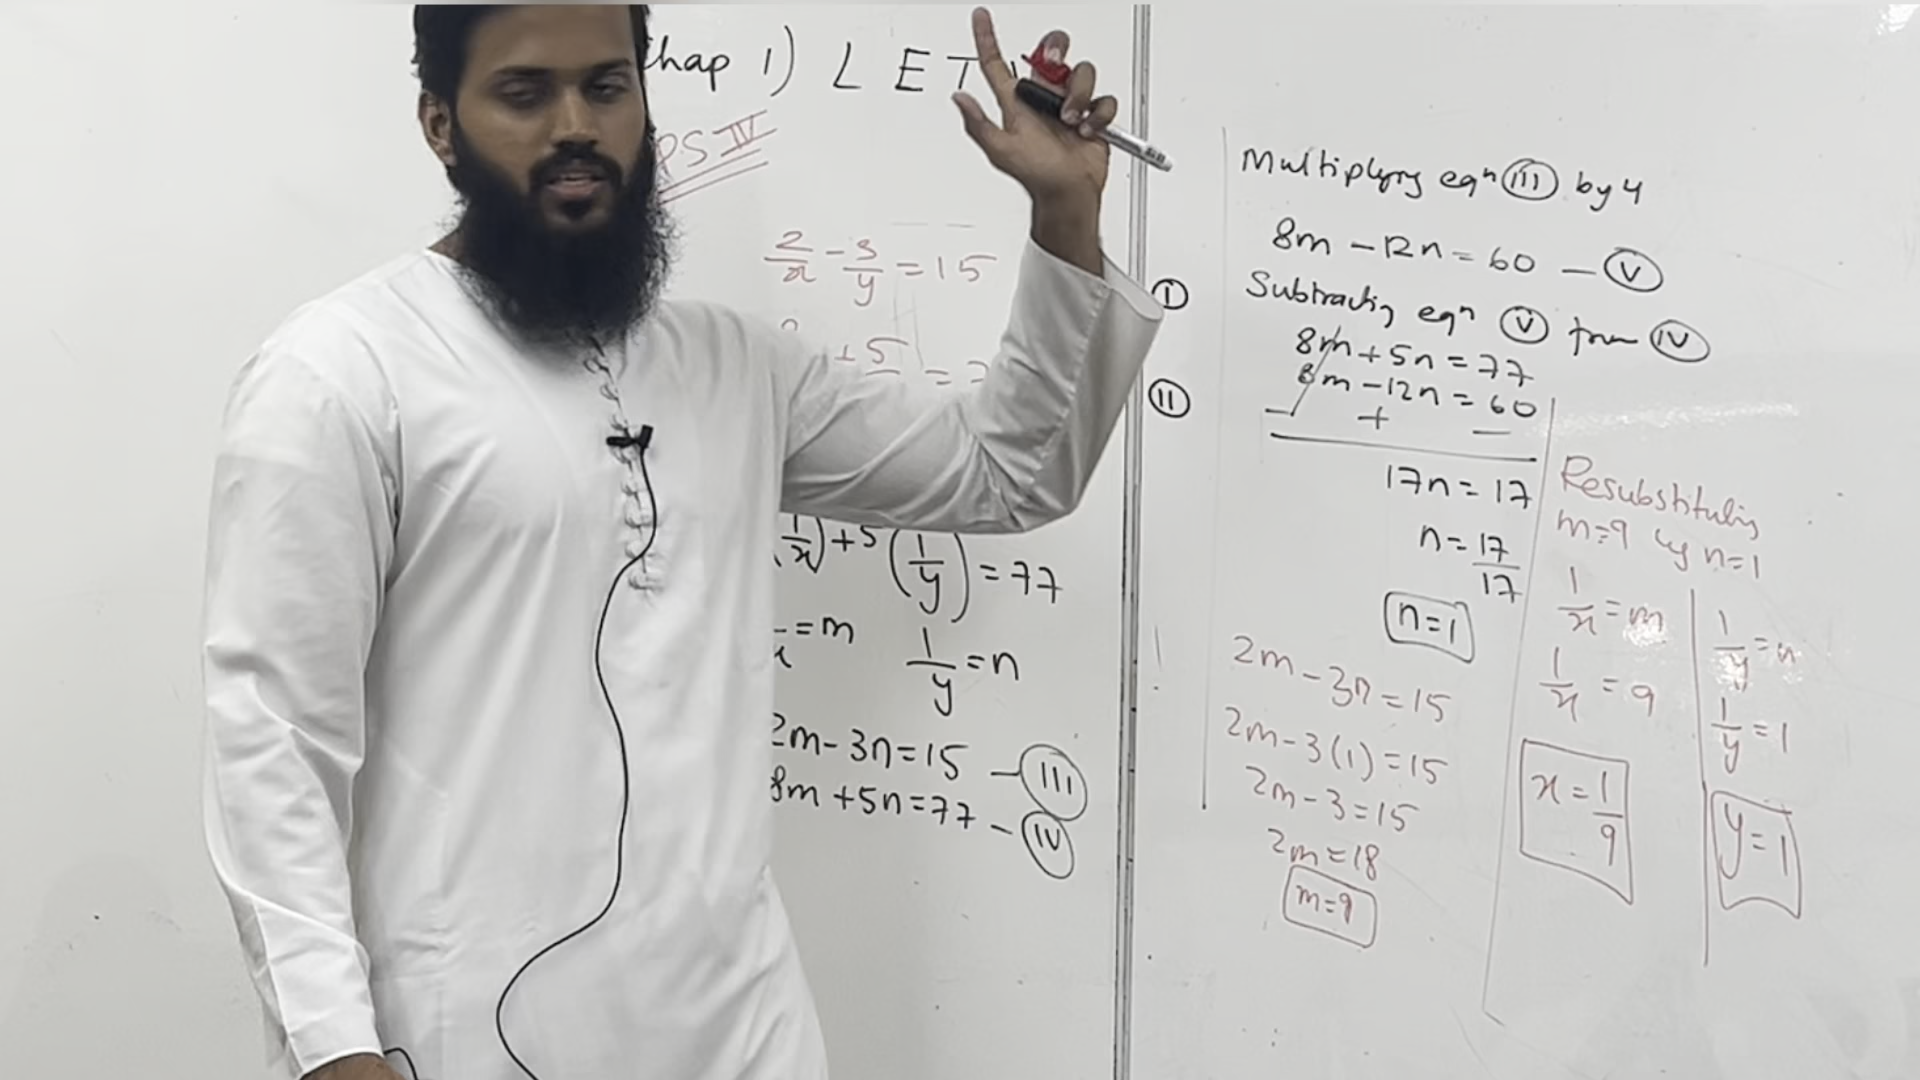 Chap 1) L E T
PS IV
2/x - 3/y = 15
I
+ 5 = 7
II
(1/x) + 5 (1/y) = 77
= m 1/y = n
2m - 3n = 15 — III
8m + 5n = 77 - IV
Multiplying eqn III by 4
8m - 12n = 60 — V
Subtracting eqn V from IV
8m + 5n = 77
8m - 12n = 60
— + —
17n = 17
n = 17/17
n = 1
2m - 3n = 15
2m - 3(1) = 15
2m - 3 = 15
2m = 18
m = 9
Resubstituting
m = 9 n = 1
1/x = m
1/x = 9
x = 1/9
1/y = n
1/y = 1
y = 1